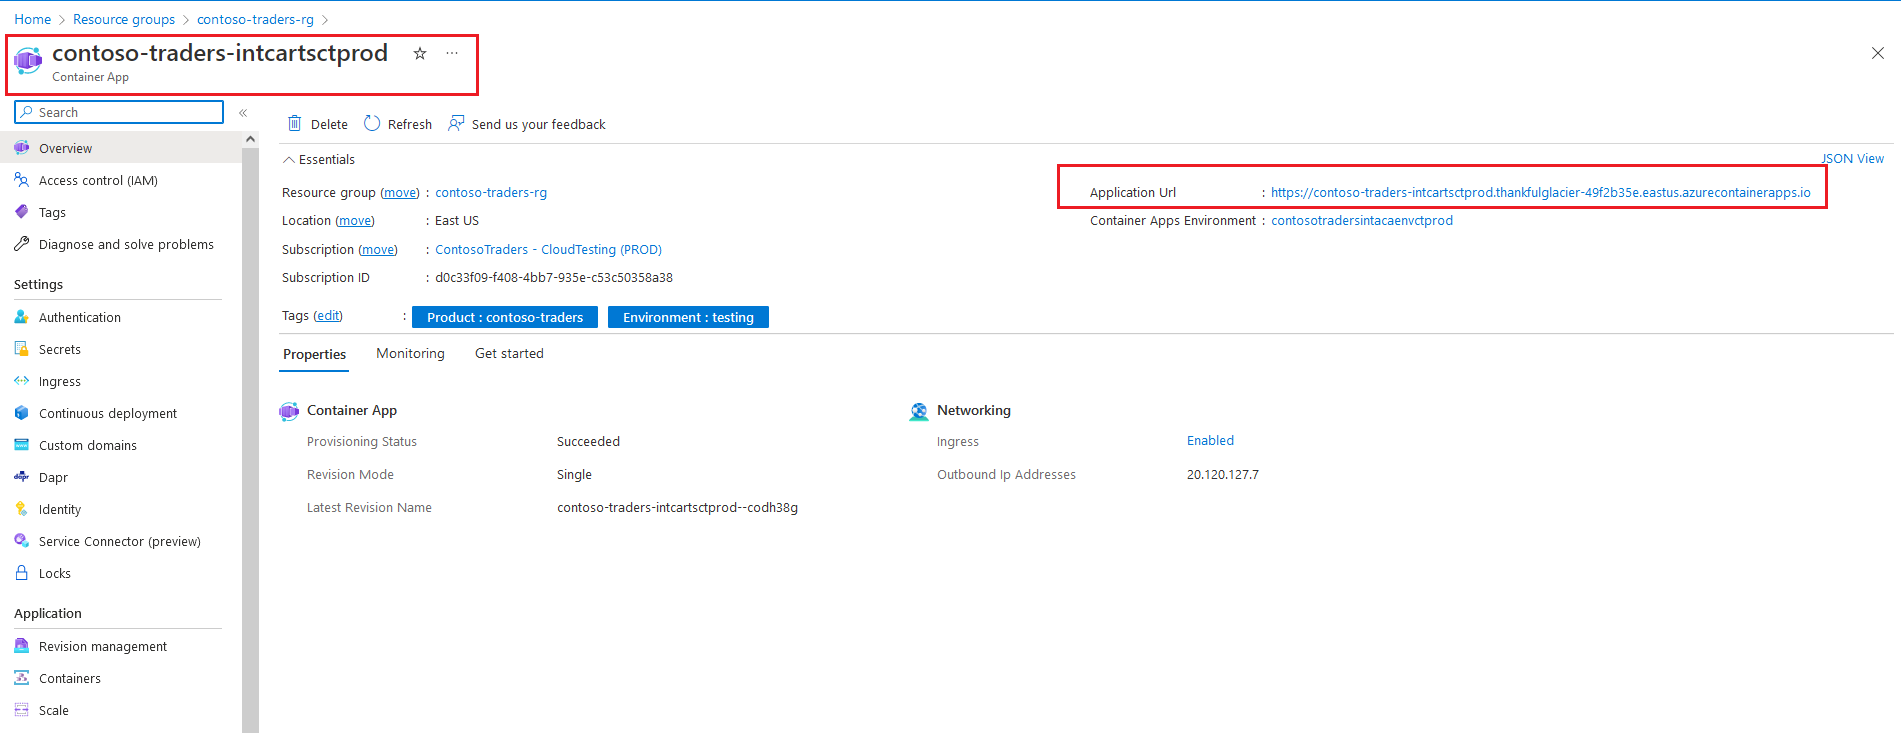 Home > Resource groups > contoso-traders-rg >
contoso-traders-intcartsctprod
Container App
Search
Overview
Access control (IAM)
Tags
Diagnose and solve problems
Settings
Authentication
Secrets
Ingress
Continuous deployment
Custom domains
dapr Dapr
Identity
Service Connector (preview)
Locks
Application
Revision management
Containers
Scale
Delete Refresh Send us your feedback
Essentials
JSON View
Resource group (move) : contoso-traders-rg
Location (move) : East US
Subscription (move) : ContosoTraders - CloudTesting (PROD)
Subscription ID : d0c33f09-f408-4bb7-935e-c53c50358a38
Application Url : https://contoso-traders-intcartsctprod.thankfulglacier-49f2b35e.eastus.azurecontainerapps.io
Container Apps Environment : contosotradersintacaenvctprod
Tags (edit) : Product : contoso-traders Environment : testing
Properties Monitoring Get started
Container App
Provisioning Status Succeeded
Revision Mode Single
Latest Revision Name contoso-traders-intcartsctprod--codh38g
Networking
Ingress Enabled
Outbound Ip Addresses 20.120.127.7